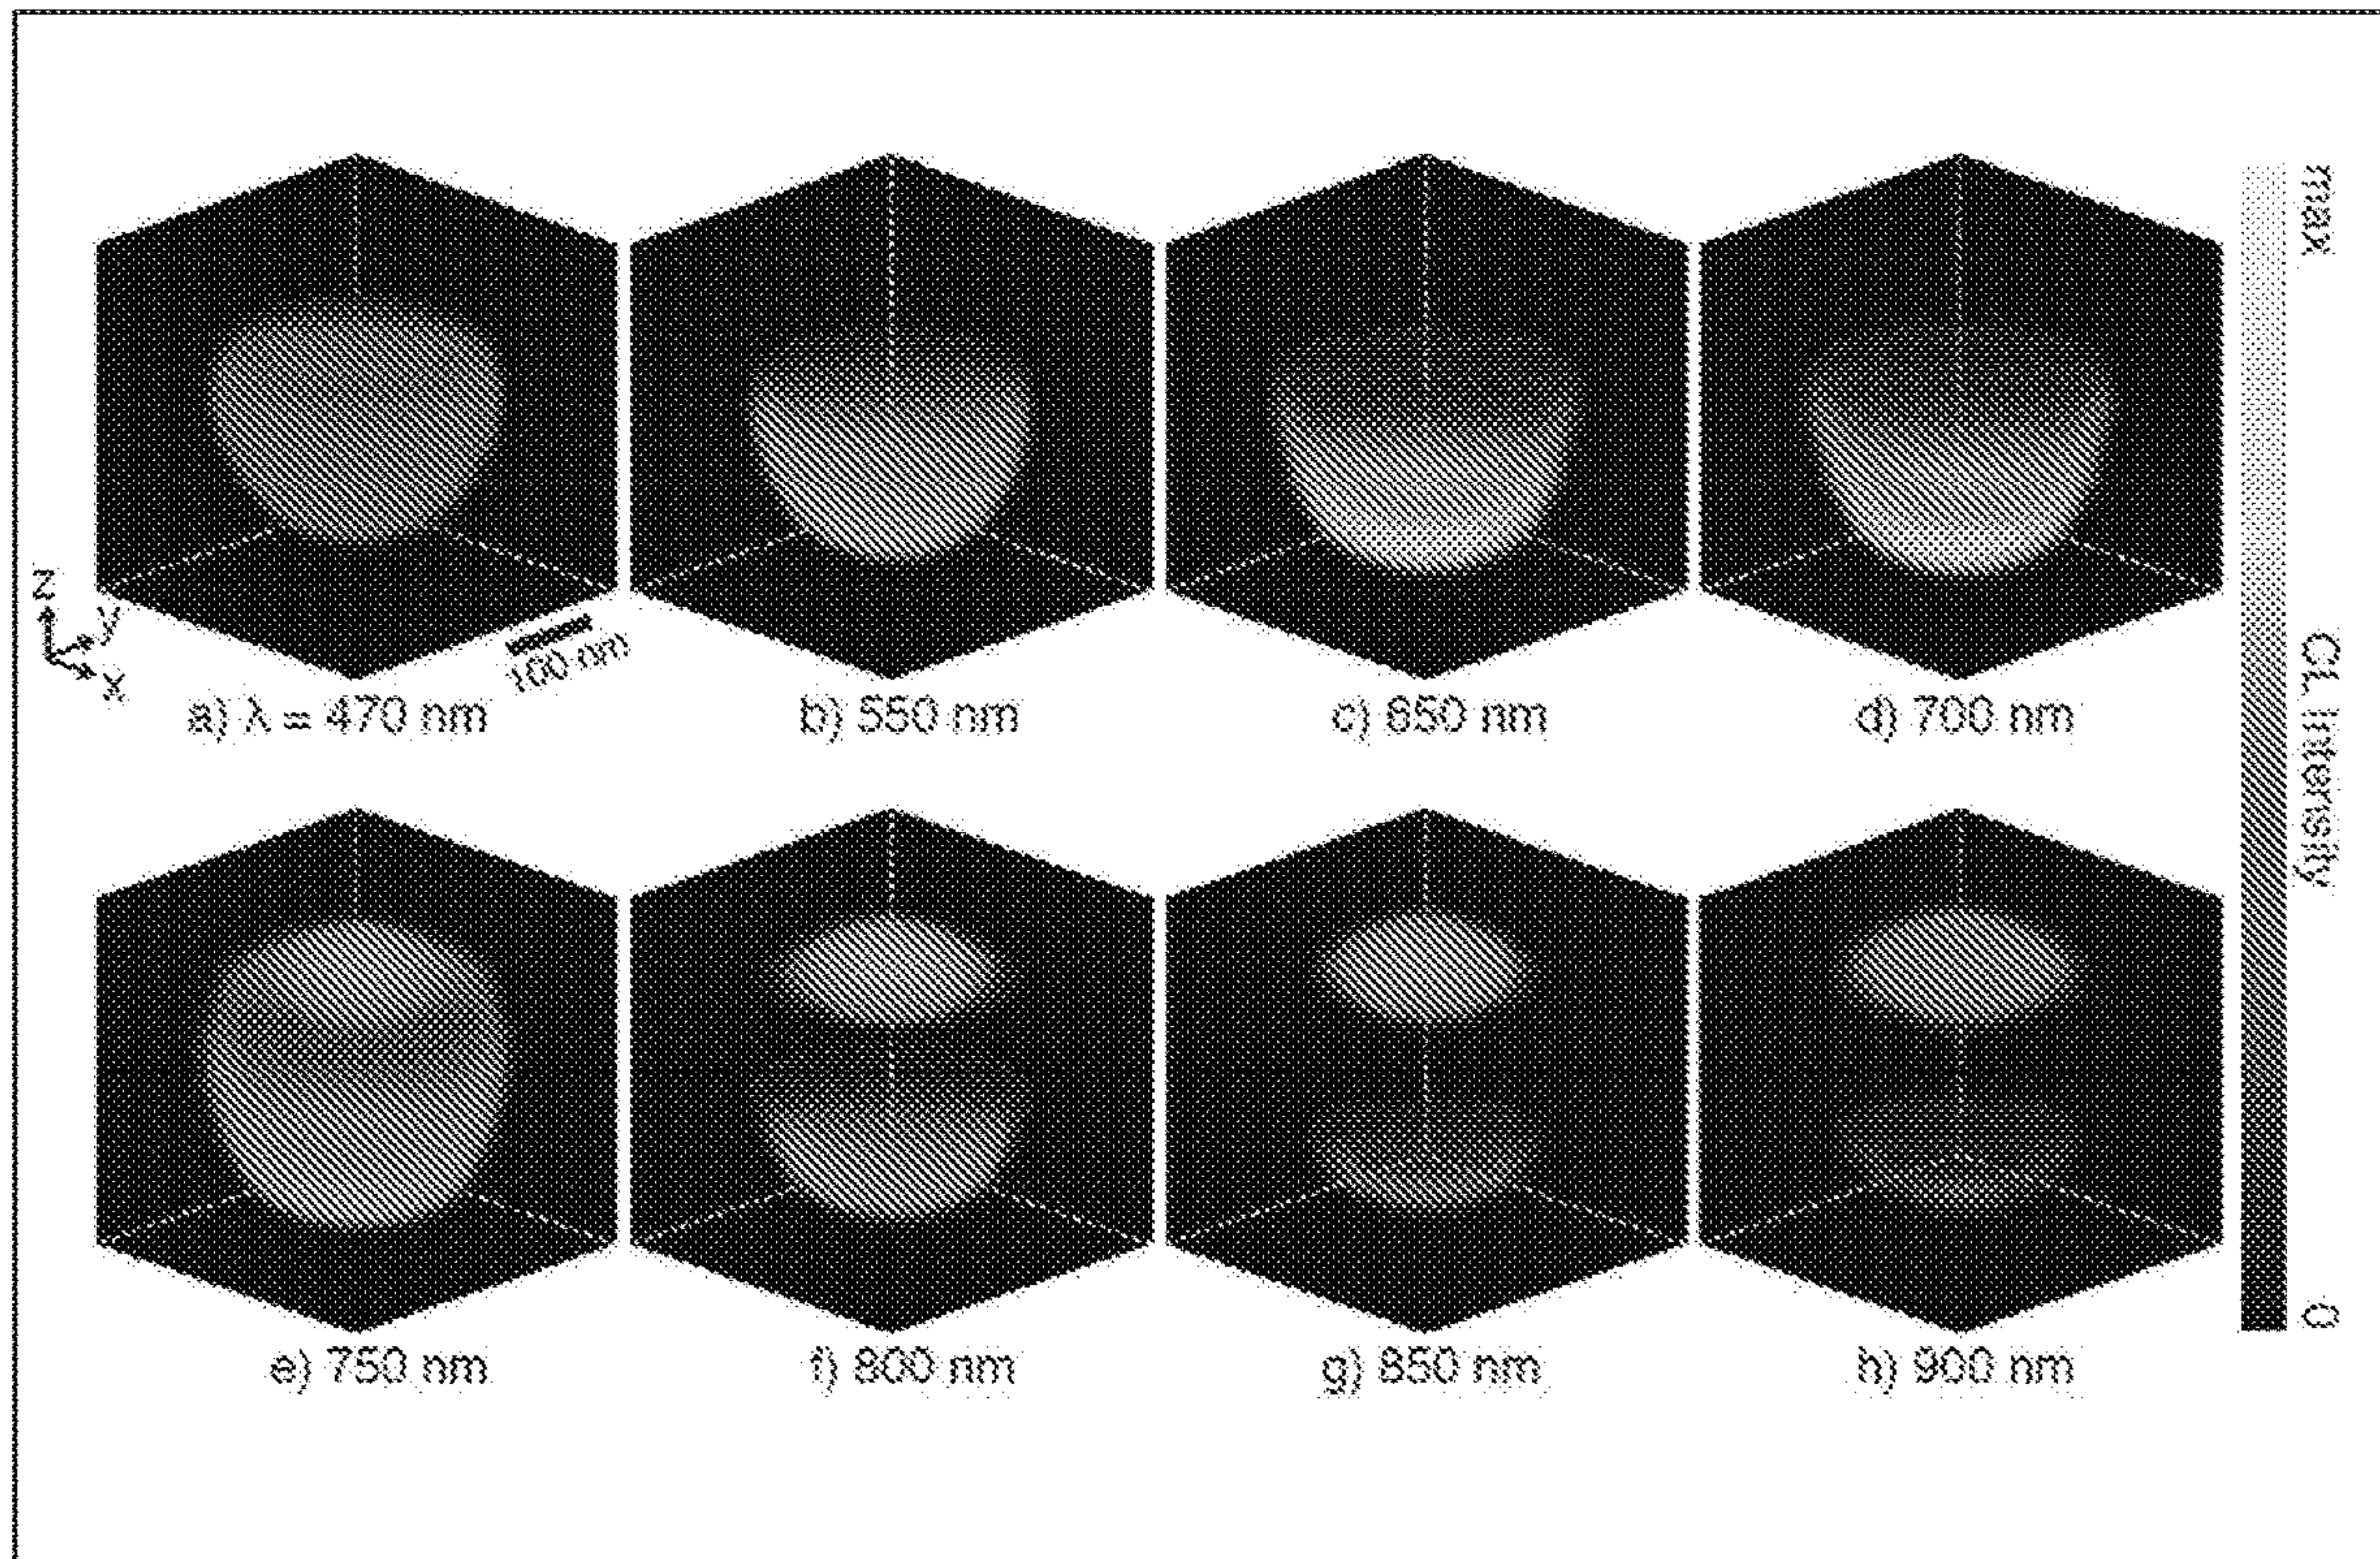 max
CL Intensity
0
z
y
x
100 nm
a) λ = 470 nm
b) 550 nm
c) 650 nm
d) 700 nm
e) 750 nm
f) 800 nm
g) 850 nm
h) 900 nm